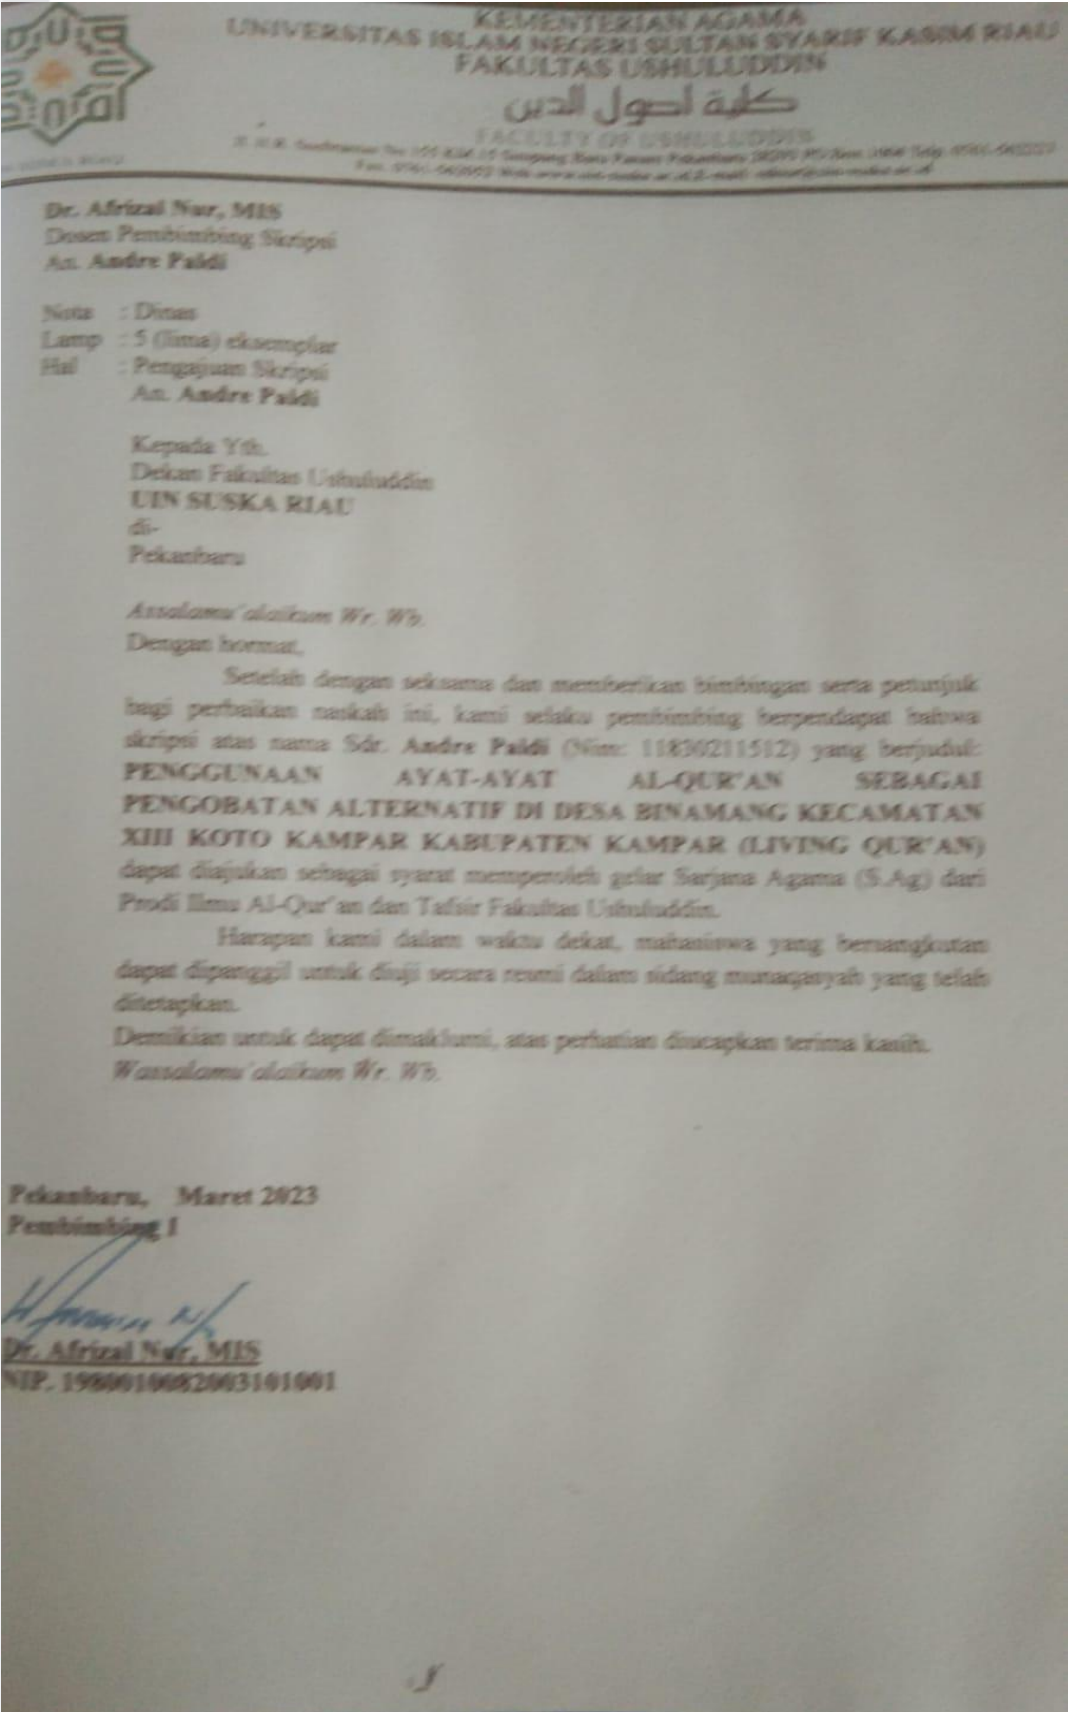 KEMENTERIAN AGAMA
UNIVERSITAS ISLAM NEGERI SULTAN SYARIF KASIM RIAU
FAKULTAS USHULUDDIN
كلية اصول الدين
FACULTY OF USHULUDDIN
Dr. Afrizal Nur, MIS
Dosen Pembimbing Skripsi
An. Andre Paldi
Nota : Dinas
Lamp : 5 (lima) eksemplar
Hal : Pengajuan Skripsi
An. Andre Paldi
Kepada Yth.
Dekan Fakultas Ushuluddin
UIN SUSKA RIAU
di-
Pekanbaru
Assalamu'alaikum Wr. Wb.
Dengan hormat,
Setelah dengan seksama dan memberikan bimbingan serta petunjuk
bagi perbaikan naskah ini, kami selaku pembimbing berpendapat bahwa
skripsi atas nama Sdr. Andre Paldi (Nim: 11830211512) yang berjudul:
PENGGUNAAN AYAT-AYAT AL-QUR'AN SEBAGAI
PENGOBATAN ALTERNATIF DI DESA BINAMANG KECAMATAN
XIII KOTO KAMPAR KABUPATEN KAMPAR (LIVING QUR'AN)
dapat diajukan sebagai syarat memperoleh gelar Sarjana Agama (S.Ag) dari
Prodi Ilmu Al-Qur'an dan Tafsir Fakultas Ushuluddin.
Harapan kami dalam waktu dekat, mahasiswa yang bersangkutan
dapat dipanggil untuk diuji secara resmi dalam sidang munaqasyah yang telah
ditetapkan.
Demikian untuk dapat dimaklumi, atas perhatian diucapkan terima kasih.
Wassalamu'alaikum Wr. Wb.
Pekanbaru, Maret 2023
Pembimbing I
Dr. Afrizal Nur, MIS
NIP.